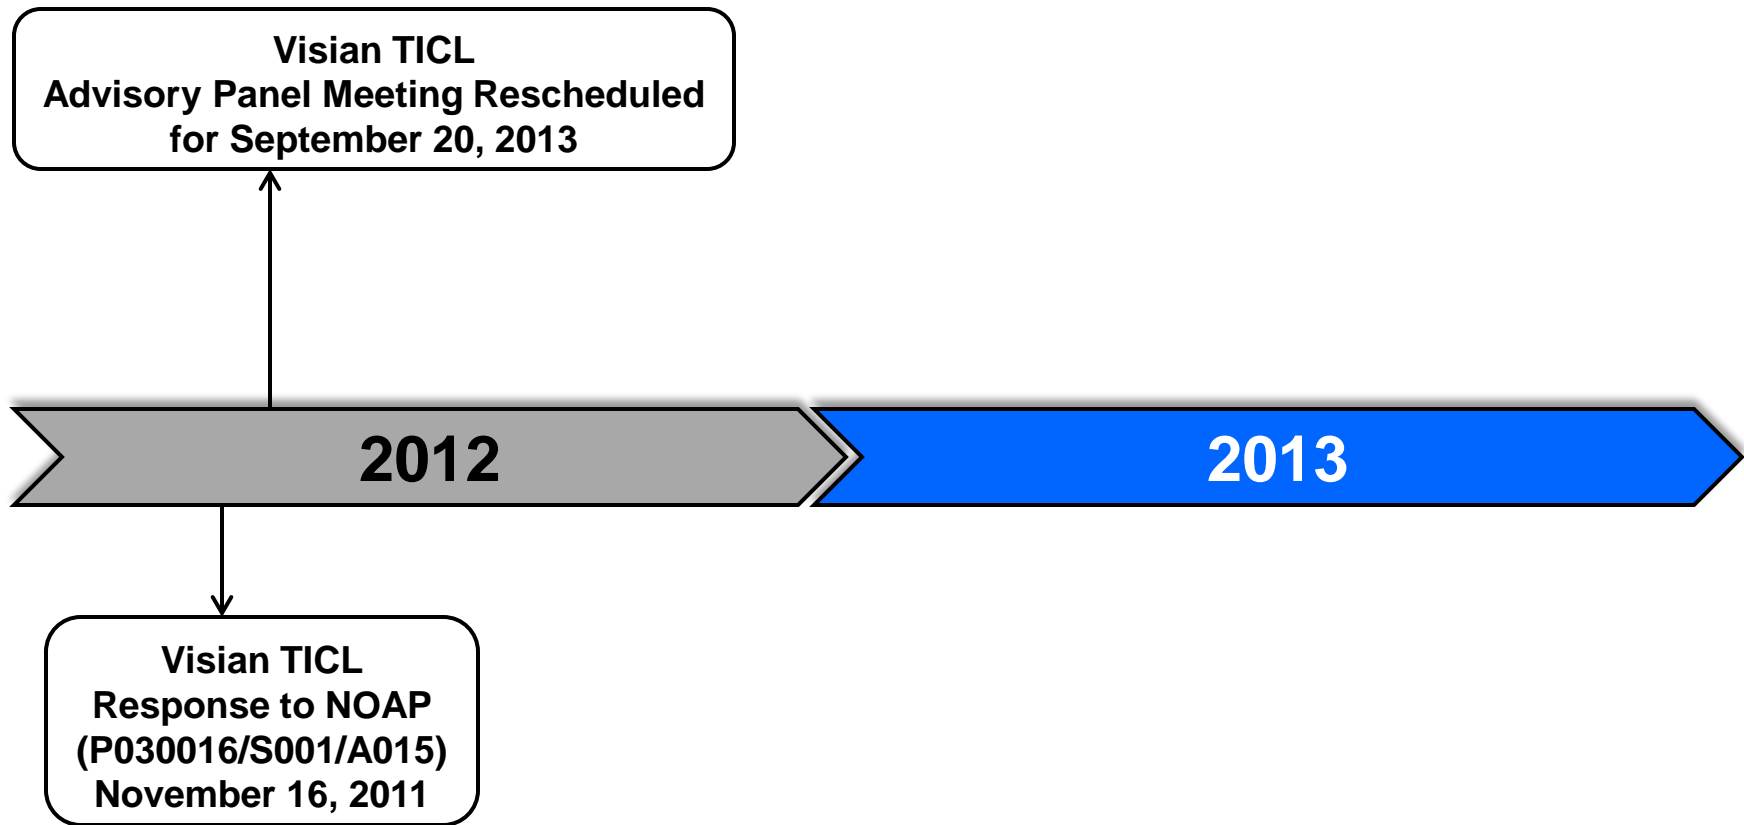 Visian TICL
Advisory Panel Meeting Rescheduled
for September 20, 2013
2012
2013
Visian TICL
Response to NOAP
(P030016/S001/A015)
November 16, 2011